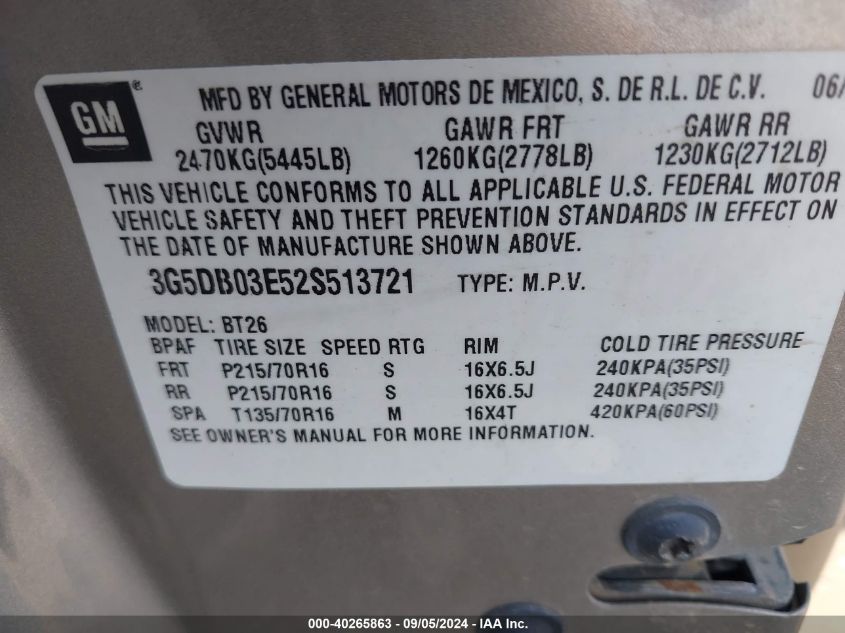 GM®
MFD BY GENERAL MOTORS DE MEXICO, S. DE R.L. DE C.V. 06/
GVWR GAWR FRT GAWR RR
2470KG(5445LB) 1260KG(2778LB) 1230KG(2712LB)
THIS VEHICLE CONFORMS TO ALL APPLICABLE U.S. FEDERAL MOTOR
VEHICLE SAFETY AND THEFT PREVENTION STANDARDS IN EFFECT ON
THE DATE OF MANUFACTURE SHOWN ABOVE.
3G5DB03E52S513721 TYPE: M.P.V.
MODEL: BT26
BPAF TIRE SIZE SPEED RTG RIM COLD TIRE PRESSURE
FRT P215/70R16 S 16X6.5J 240KPA(35PSI)
RR P215/70R16 S 16X6.5J 240KPA(35PSI)
SPA T135/70R16 M 16X4T 420KPA(60PSI)
SEE OWNER'S MANUAL FOR MORE INFORMATION.
000-40265863 - 09/05/2024 - IAA Inc.